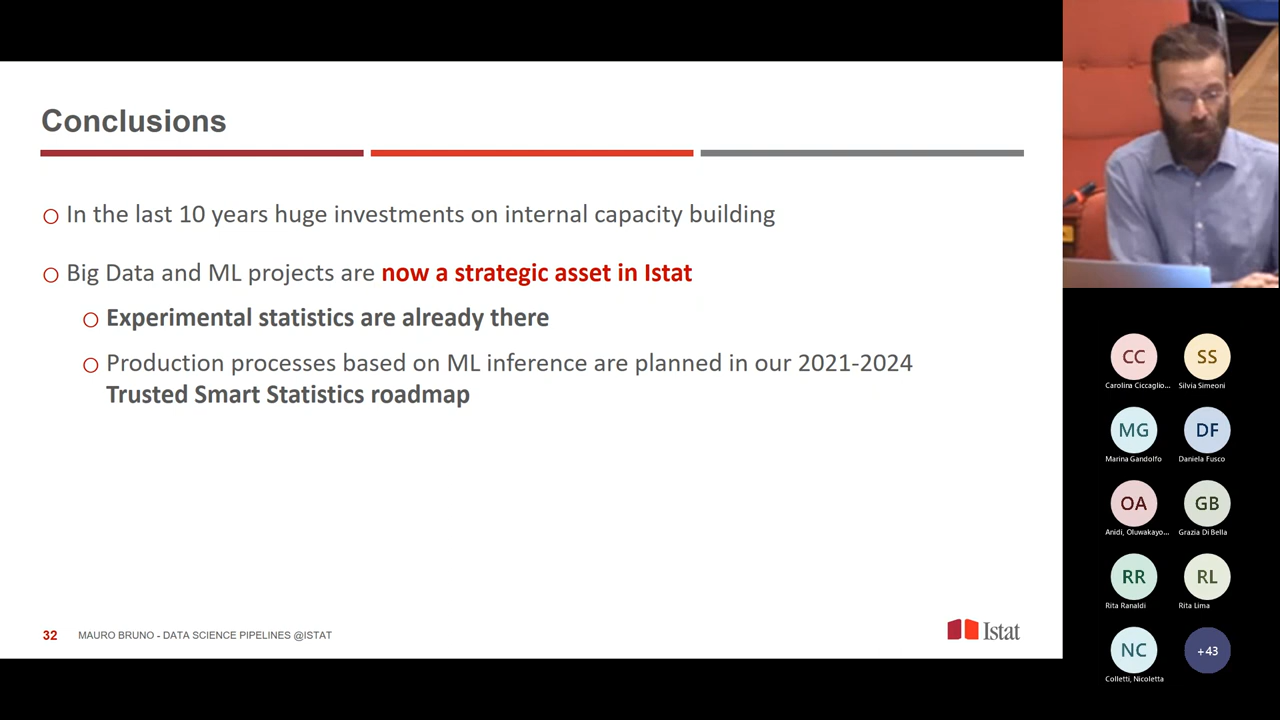 Conclusions
In the last 10 years huge investments on internal capacity building
Big Data and ML projects are now a strategic asset in Istat
Experimental statistics are already there
Production processes based on ML inference are planned in our 2021-2024
Trusted Smart Statistics roadmap
32 MAURO BRUNO - DATA SCIENCE PIPELINES @ISTAT
Istat
CC
Carolina Ciccaglio...
SS
Silvia Simeoni
MG
Marina Gandolfo
DF
Daniela Fusco
OA
Anidi, Oluwakayo...
GB
Grazia Di Bella
RR
Rita Ranaldi
RL
Rita Lima
NC
Colletti, Nicoletta
+43